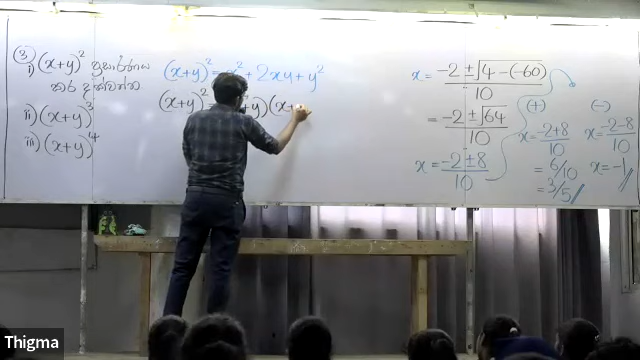 ③ i) (x+y)² ප්‍රසාරණය
කර දක්වන්න
ii) (x+y)³
iii) (x+y)⁴
(x+y)² = x² + 2xy + y²
(x+y)² +y)(x+
x = -2 ± √4 - (-60)
10
= -2 ± √64
10
x = -2 ± 8
10
(+)
x = -2+8
10
= 6/10
= 3/5
(-)
x = -2-8
10
x = -1
Thigma